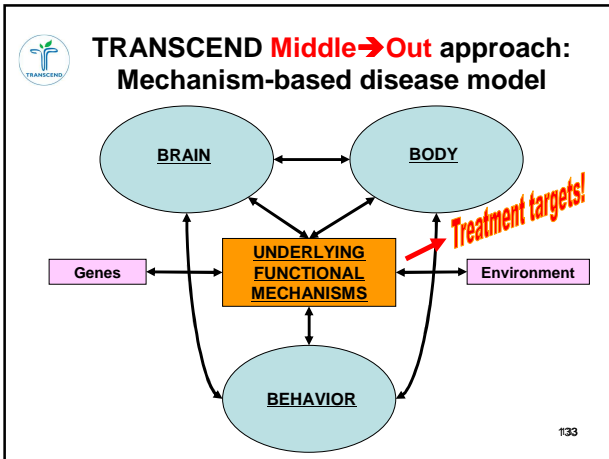 TRANSCEND
TRANSCEND Middle➔Out approach:
Mechanism-based disease model
BRAIN
BODY
Treatment targets!
UNDERLYING
FUNCTIONAL
MECHANISMS
Genes
Environment
BEHAVIOR